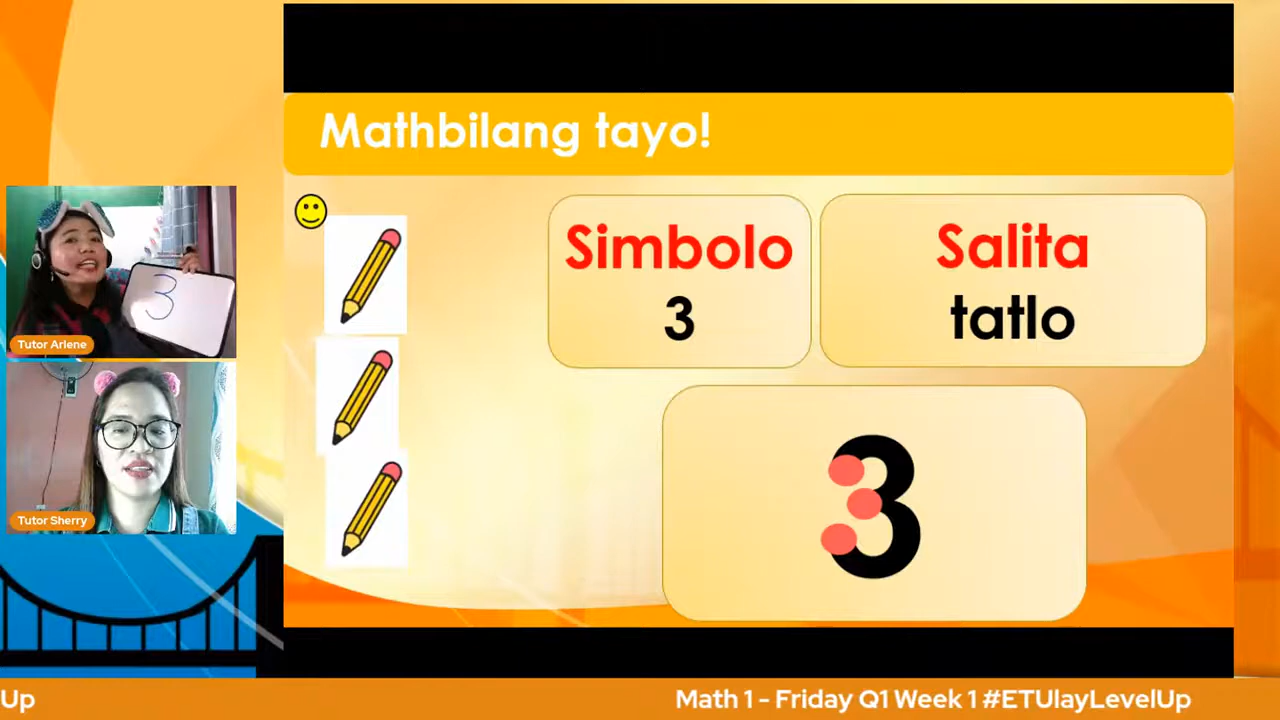 Mathbilang tayo!
Simbolo
3
Salita
tatlo
3
3
Tutor Arlene
Tutor Sherry
Up
Math 1 - Friday Q1 Week 1 #ETUlayLevelUp